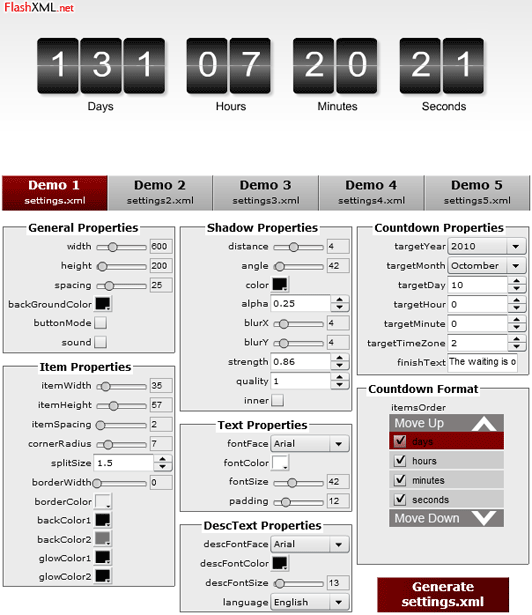 FlashXML.net
131 07 20 21
Days Hours Minutes Seconds
Demo 1 Demo 2 Demo 3 Demo 4 Demo 5
settings.xml settings2.xml settings3.xml settings4.xml settings5.xml
General Properties
width 600
height 200
spacing 25
backGroundColor
buttonMode
sound
Item Properties
itemWidth 35
itemHeight 57
itemSpacing 2
cornerRadius 7
splitSize 1.5
borderWidth 0
borderColor
backColor1
backColor2
glowColor1
glowColor2
Shadow Properties
distance 4
angle 42
color
alpha 0.25
blurX 4
blurY 4
strength 0.86
quality 1
inner
Text Properties
fontFace Arial
fontColor
fontSize 42
padding 12
DescText Properties
descFontFace Arial
descFontColor
descFontSize 13
language English
Countdown Properties
targetYear 2010
targetMonth Octomber
targetDay 10
targetHour 0
targetMinute 0
targetTimeZone 2
finishText The waiting is o
Countdown Format
itemsOrder
Move Up
days
hours
minutes
seconds
Move Down
Generate
settings.xml